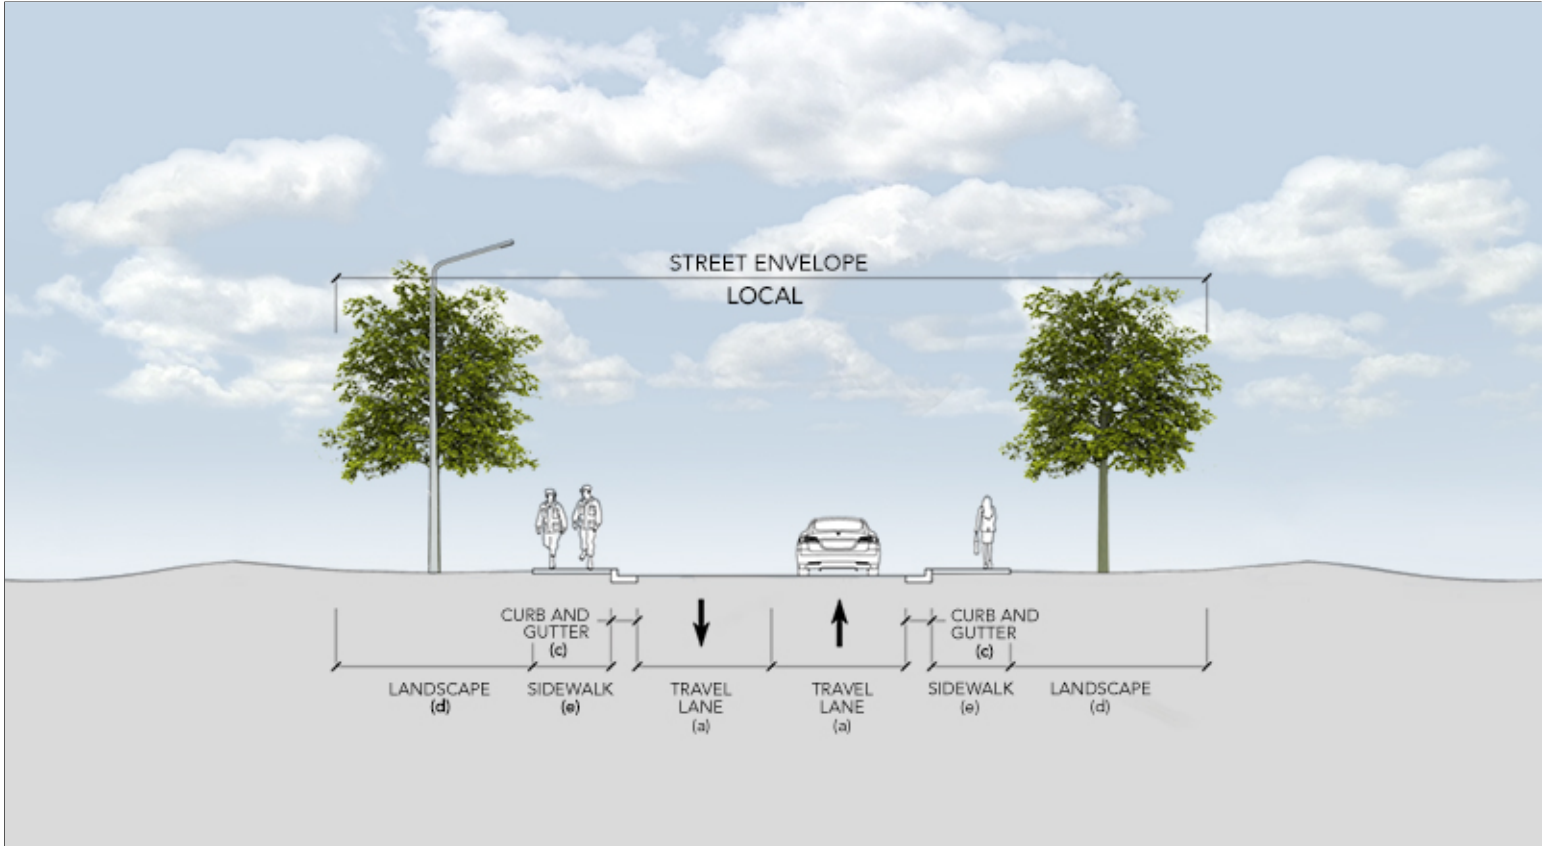 STREET ENVELOPE
LOCAL
CURB AND
GUTTER
(c)
CURB AND
GUTTER
(c)
LANDSCAPE
(d)
SIDEWALK
(e)
TRAVEL
LANE
(a)
TRAVEL
LANE
(a)
SIDEWALK
(e)
LANDSCAPE
(d)